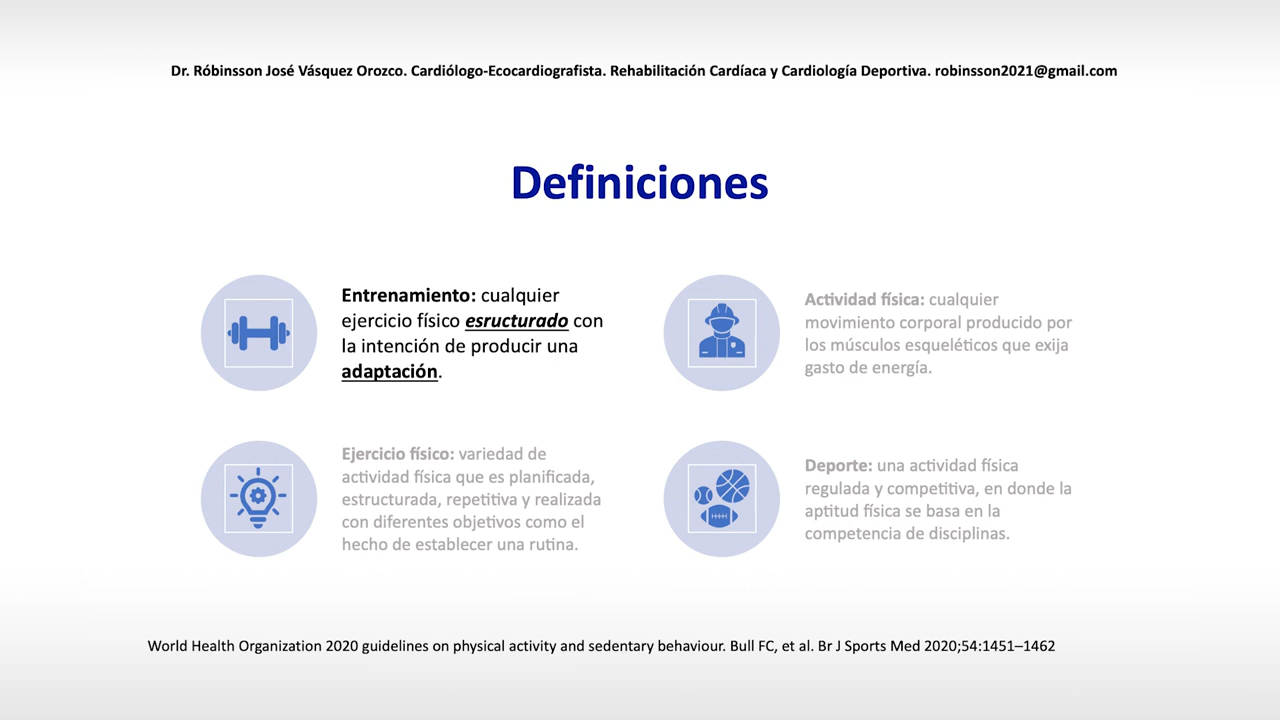 Dr. Róbinsson José Vásquez Orozco. Cardiólogo-Ecocardiografista. Rehabilitación Cardíaca y Cardiología Deportiva. robinsson2021@gmail.com
Definiciones
Entrenamiento: cualquier
ejercicio físico esructurado con
la intención de producir una
adaptación.
Actividad física: cualquier
movimiento corporal producido por
los músculos esqueléticos que exija
gasto de energía.
Ejercicio físico: variedad de
actividad física que es planificada,
estructurada, repetitiva y realizada
con diferentes objetivos como el
hecho de establecer una rutina.
Deporte: una actividad física
regulada y competitiva, en donde la
aptitud física se basa en la
competencia de disciplinas.
World Health Organization 2020 guidelines on physical activity and sedentary behaviour. Bull FC, et al. Br J Sports Med 2020;54:1451–1462